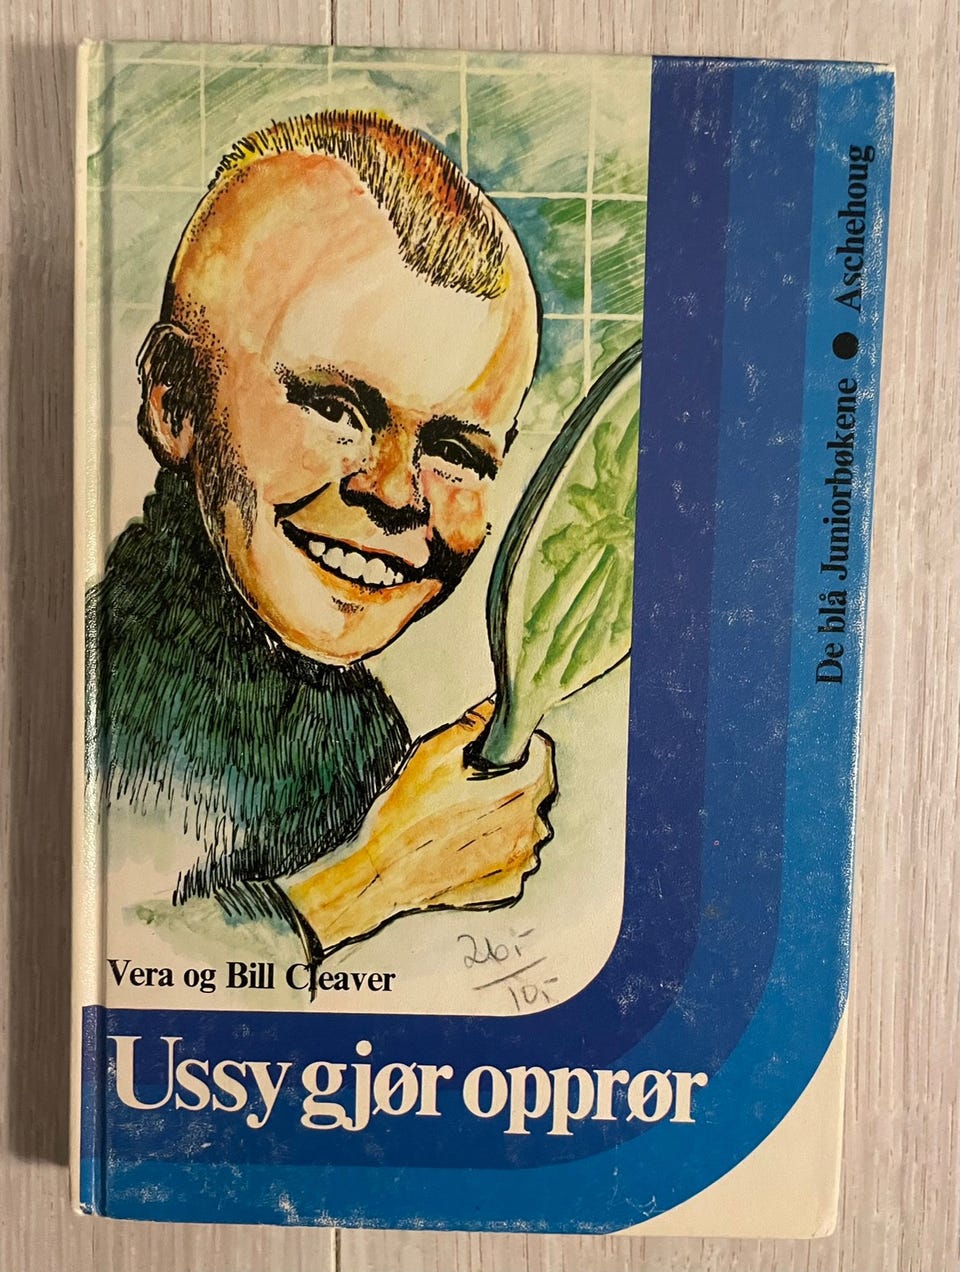 De blå Juniorbøkene ● Aschehoug
26,-
10,-
Vera og Bill Cleaver
Ussy gjør opprør